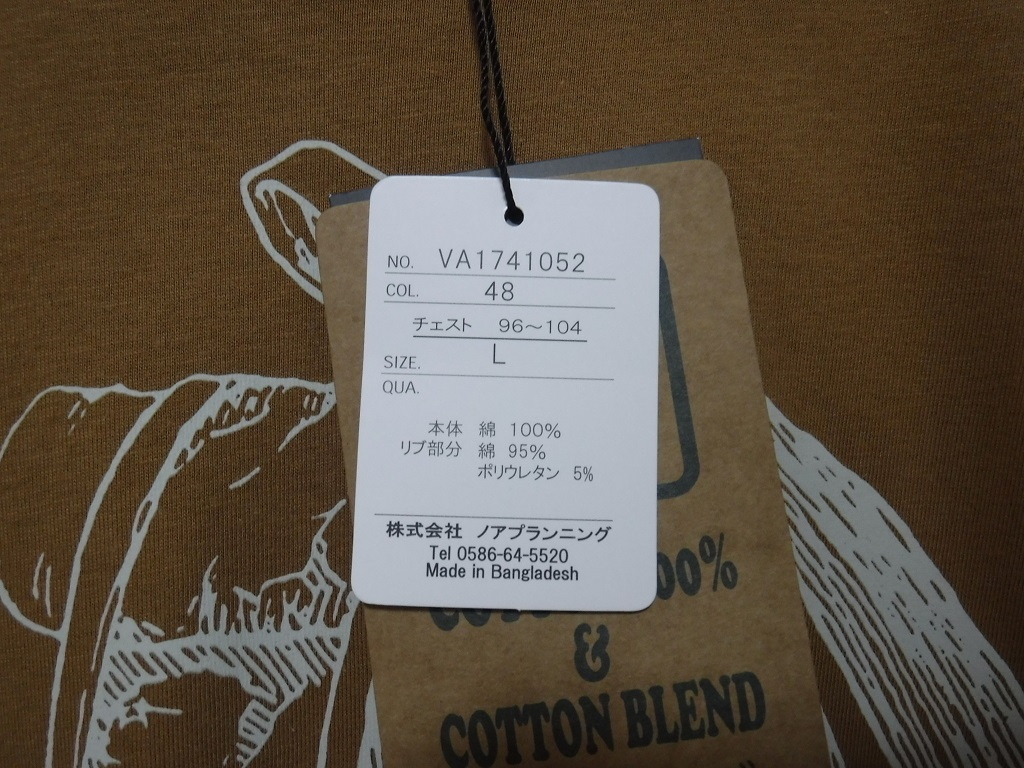 NO. VA1741052
COL. 48
チェスト 96～104
SIZE. L
QUA.
本体 綿 100%
リブ部分 綿 95%
ポリウレタン 5%
株式会社 ノアプランニング
Tel 0586-64-5520
Made in Bangladesh
00%
&
COTTON BLEND